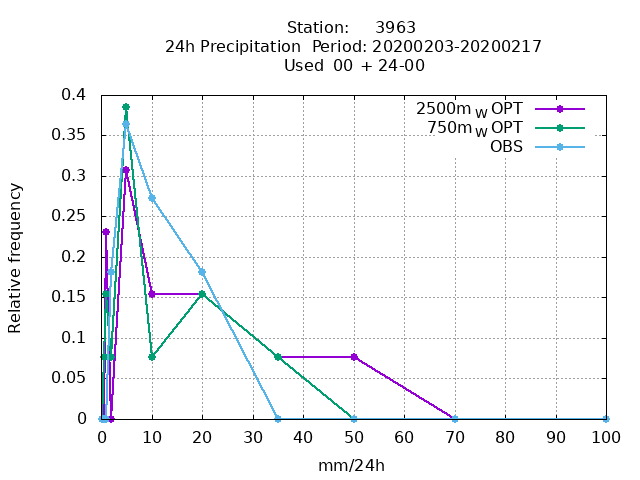 Station: 3963
24h Precipitation Period: 20200203-20200217
Used 00 + 24-00
2500m W OPT
750m W OPT
OBS
Relative frequency
0.4
0.35
0.3
0.25
0.2
0.15
0.1
0.05
0
0 10 20 30 40 50 60 70 80 90 100
mm/24h